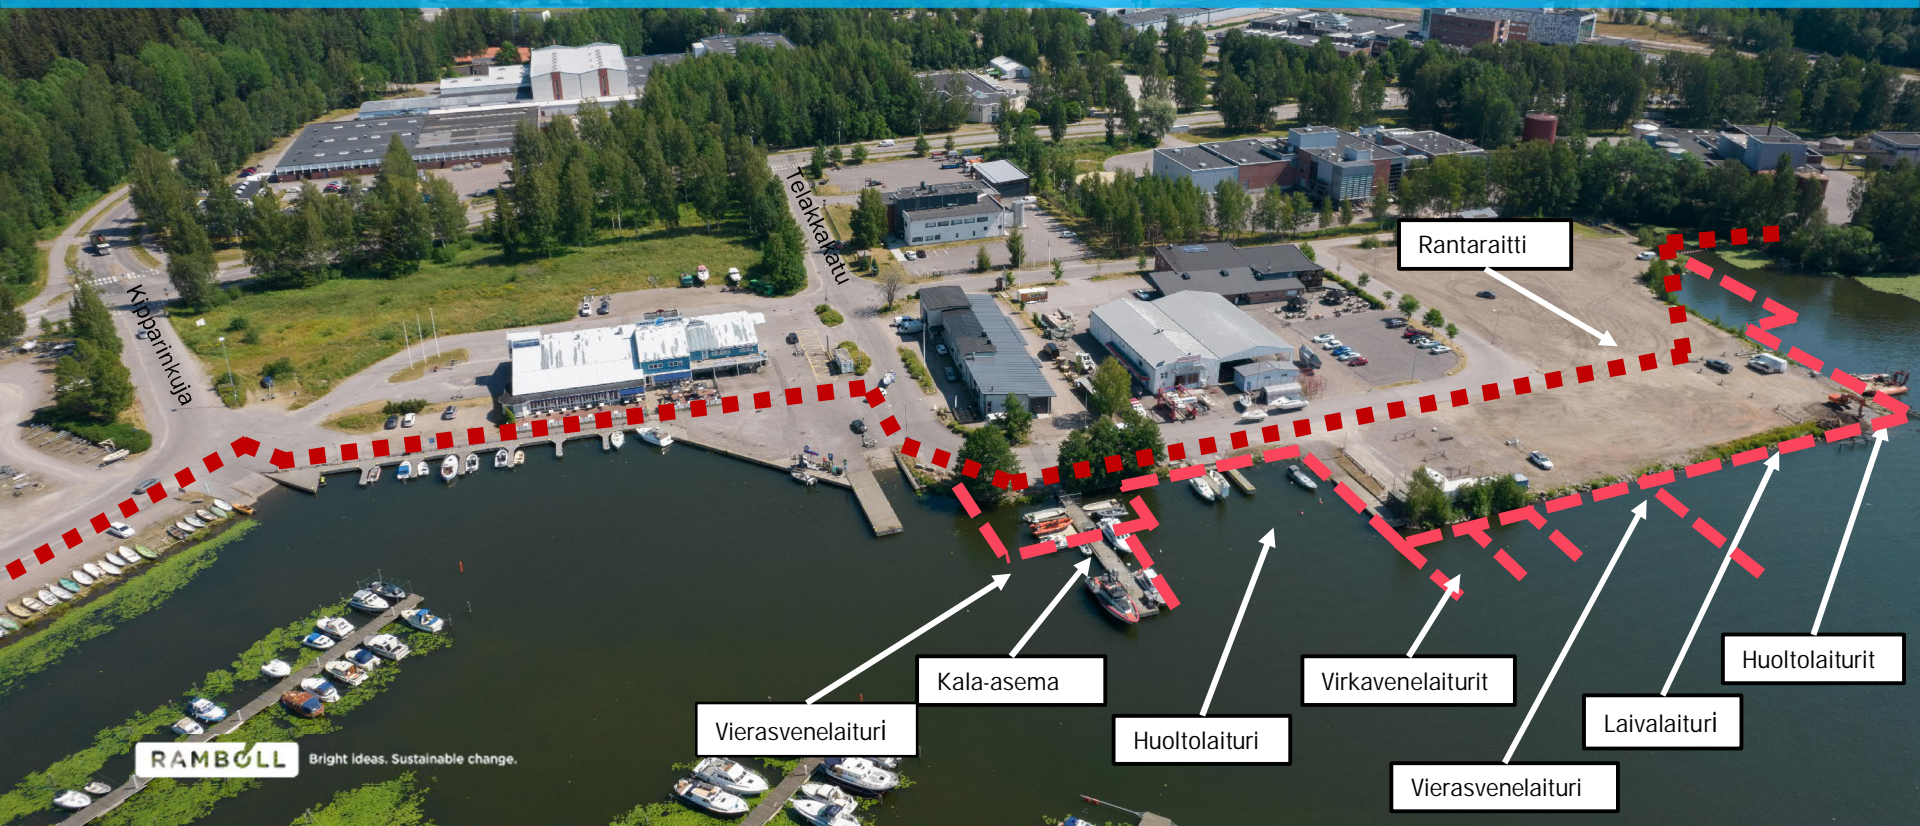 Telakkakatu
Rantaraitti
Kipparinkuja
Kala-asema
Virkavenelaiturit
Huoltolaiturit
Vierasvenelaituri
Huoltolaituri
Laivalaituri
Vierasvenelaituri
RAMBOLL
Bright ideas. Sustainable change.